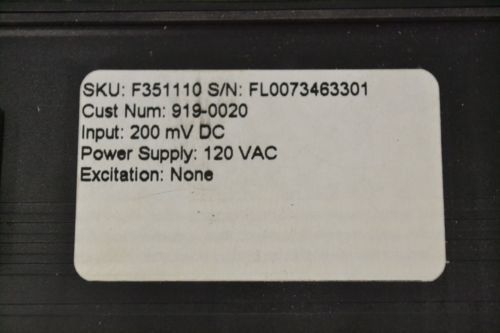 SKU: F351110 S/N: FL0073463301
Cust Num: 919-0020
Input: 200 mV DC
Power Supply: 120 VAC
Excitation: None